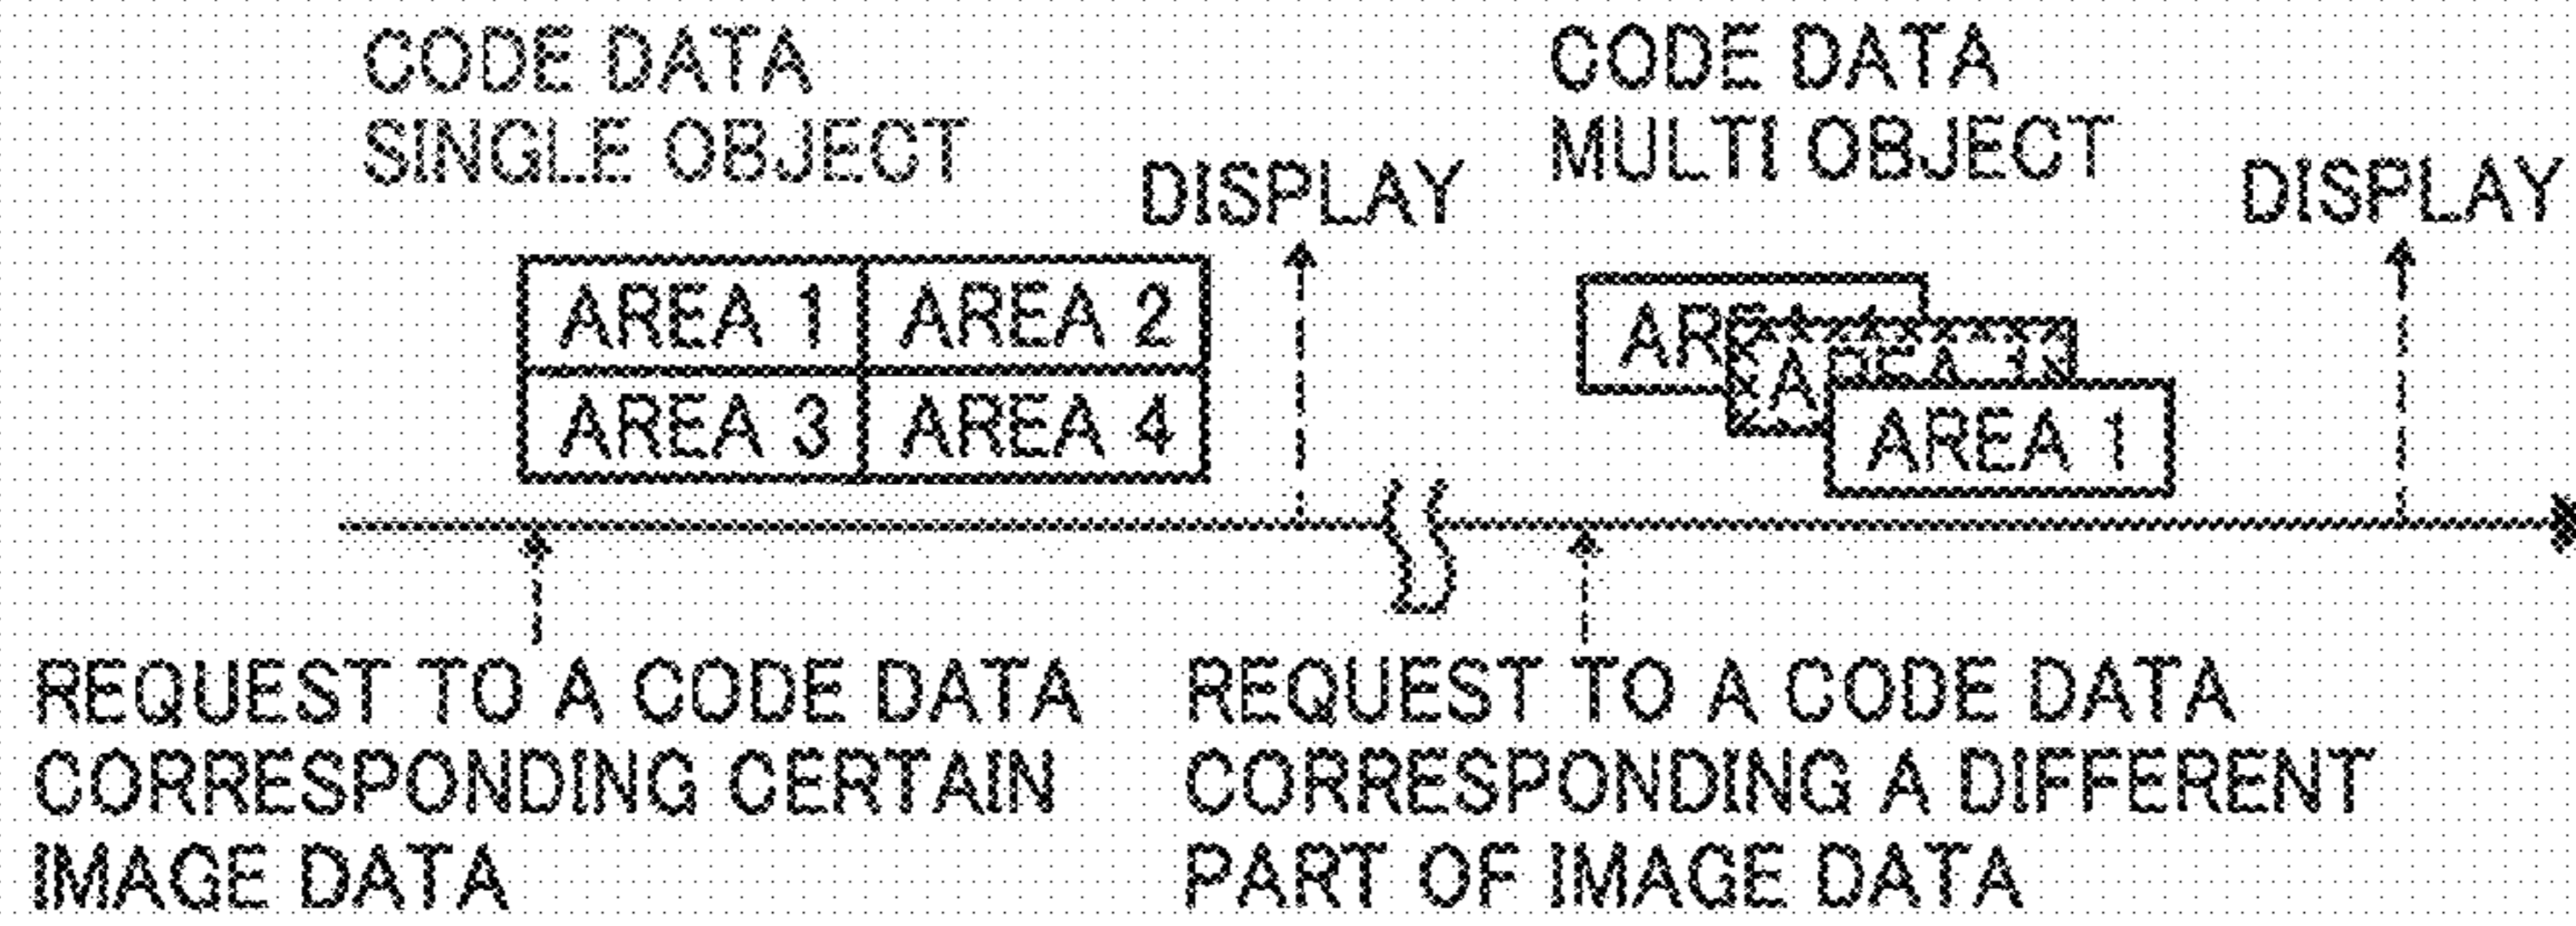 CODE DATA
SINGLE OBJECT
DISPLAY
AREA 1
AREA 2
AREA 3
AREA 4
CODE DATA
MULTI OBJECT
DISPLAY
AREA 1
REQUEST TO A CODE DATA
CORRESPONDING CERTAIN
IMAGE DATA
REQUEST TO A CODE DATA
CORRESPONDING A DIFFERENT
PART OF IMAGE DATA